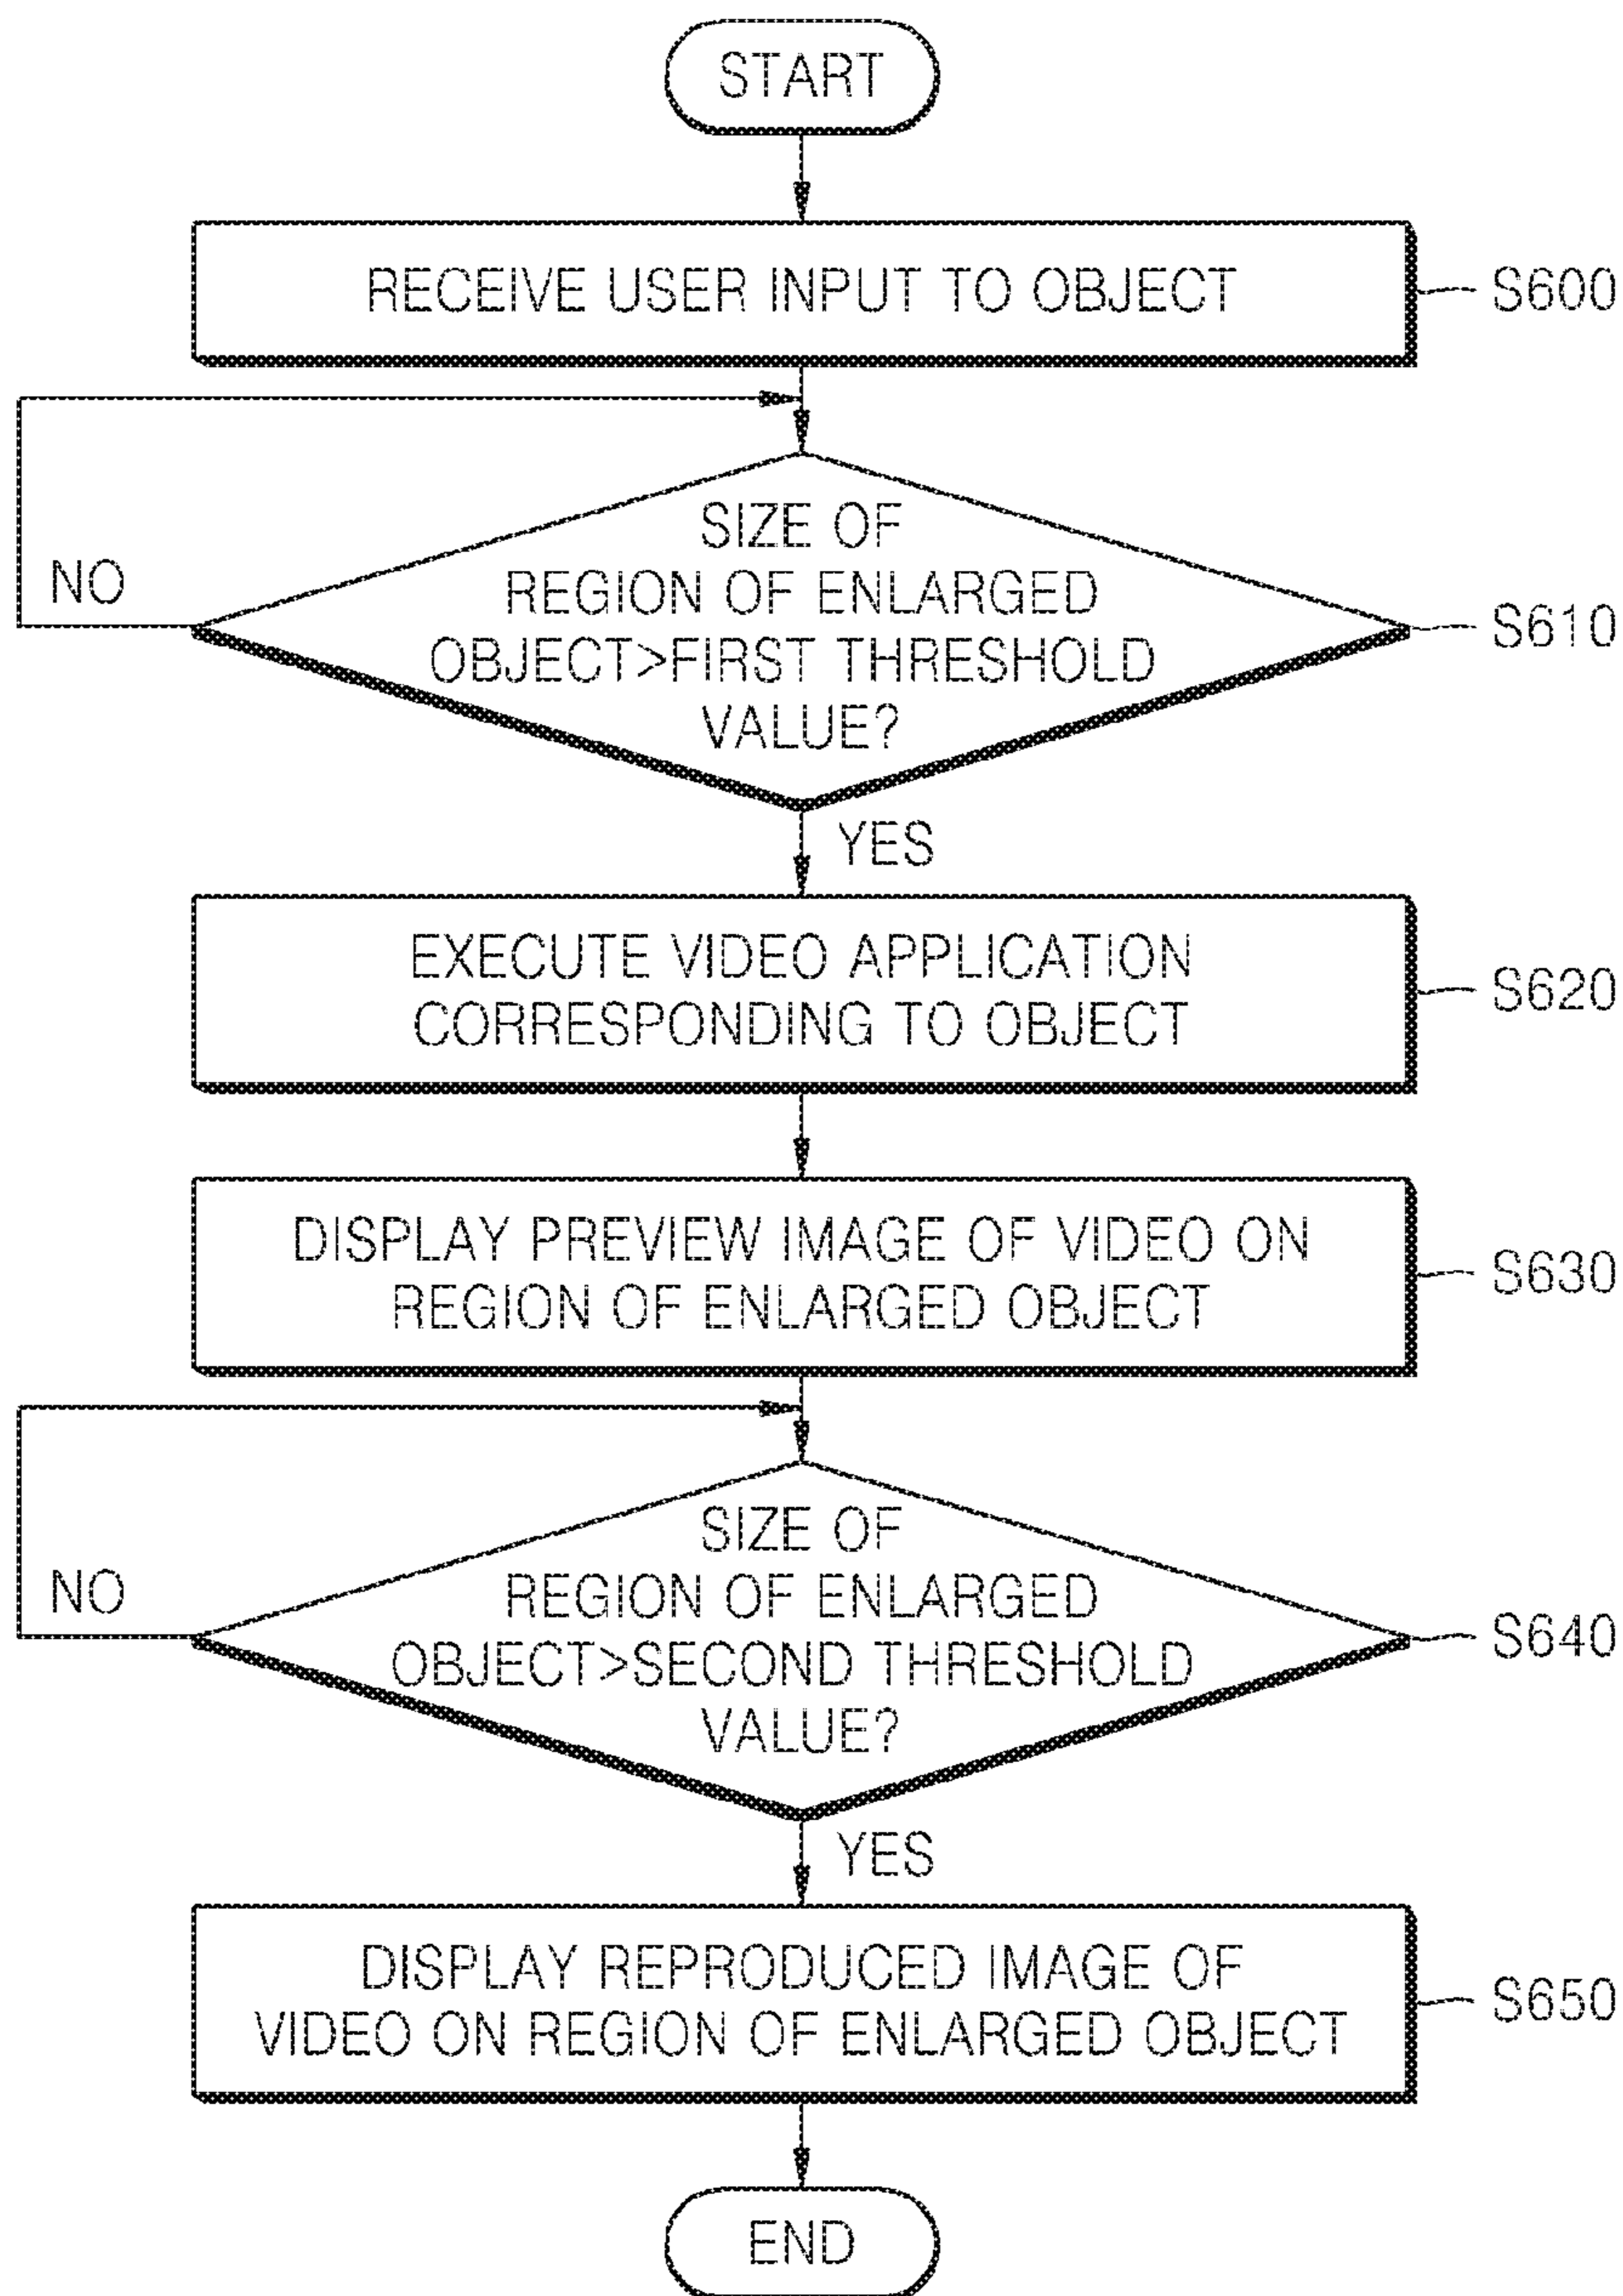 START
RECEIVE USER INPUT TO OBJECT
S600
SIZE OF
REGION OF ENLARGED
OBJECT>FIRST THRESHOLD
VALUE?
NO
S610
YES
EXECUTE VIDEO APPLICATION
CORRESPONDING TO OBJECT
S620
DISPLAY PREVIEW IMAGE OF VIDEO ON
REGION OF ENLARGED OBJECT
S630
SIZE OF
REGION OF ENLARGED
OBJECT>SECOND THRESHOLD
VALUE?
NO
S640
YES
DISPLAY REPRODUCED IMAGE OF
VIDEO ON REGION OF ENLARGED OBJECT
S650
END